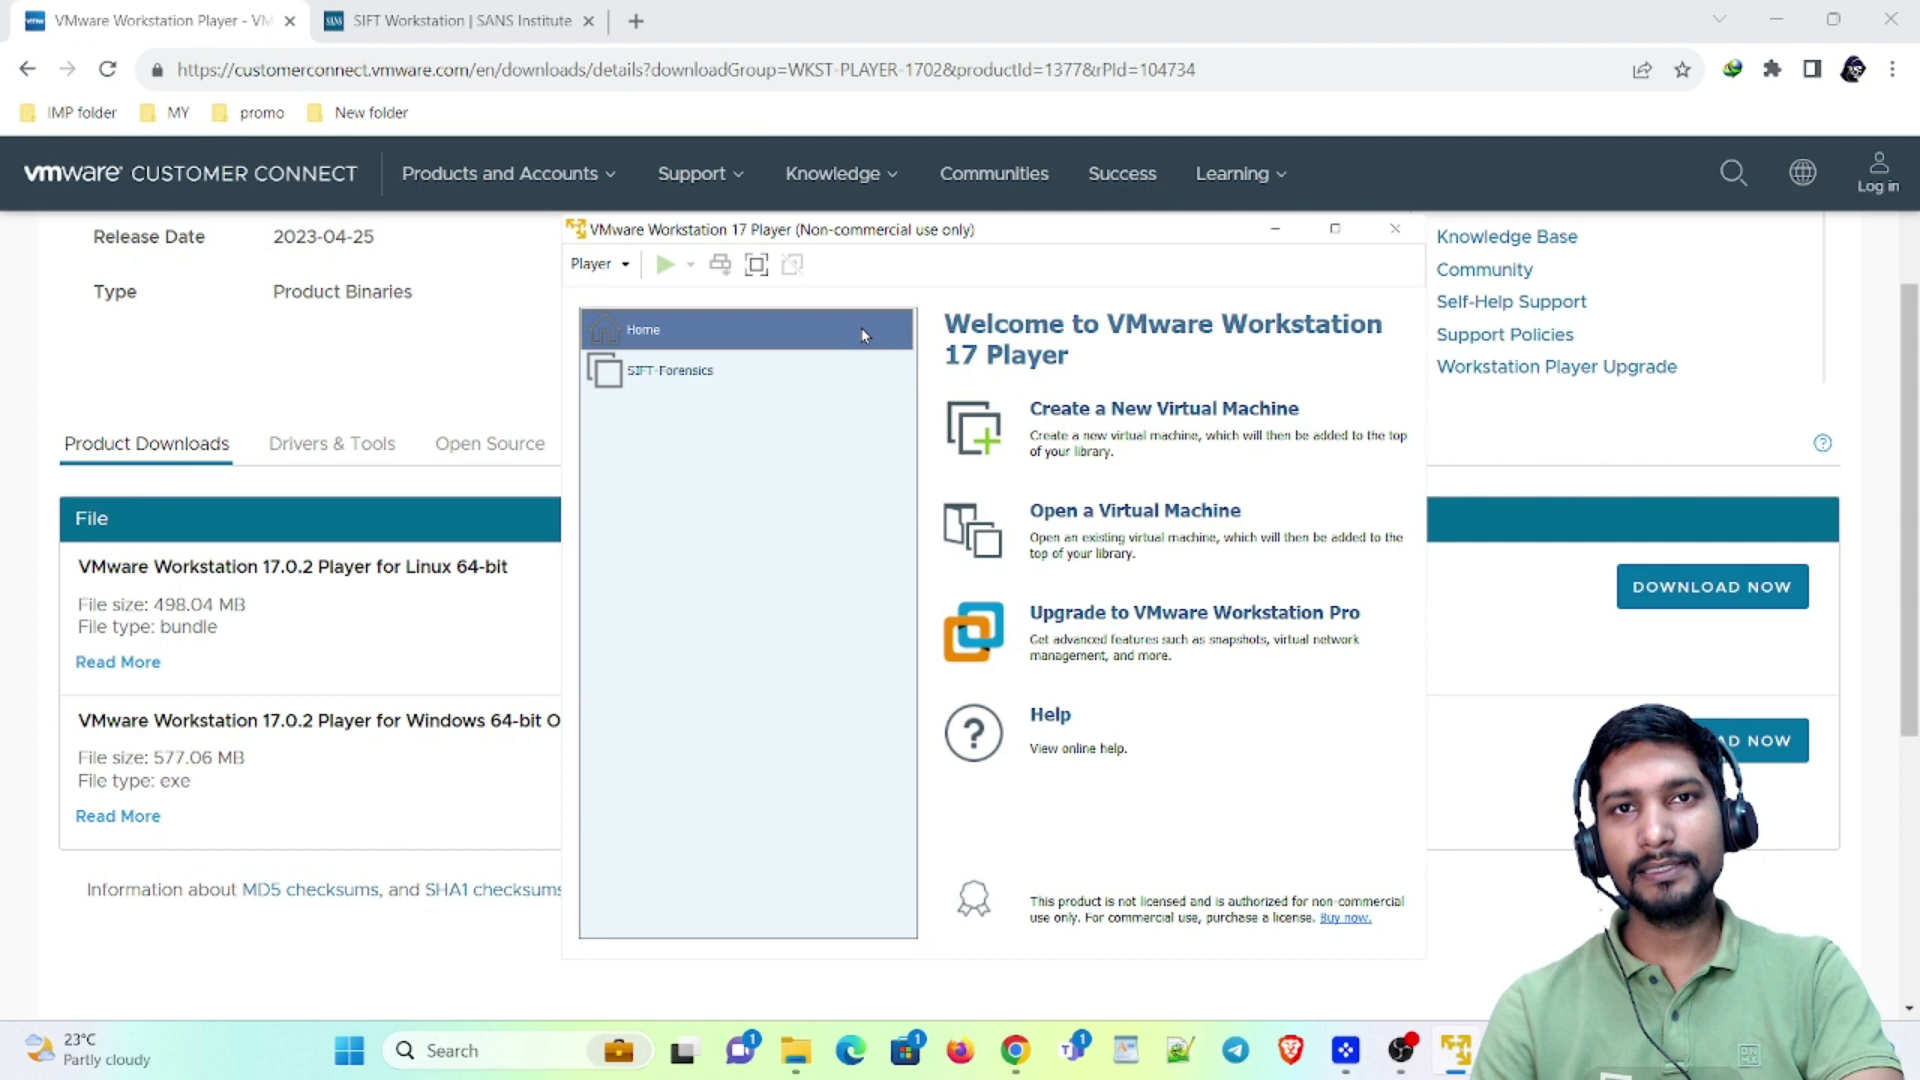 VMware Workstation Player - VM
SIFT Workstation | SANS Institute
https://customerconnect.vmware.com/en/downloads/details?downloadGroup=WKST-PLAYER-1702&productId=1377&rPId=104734
IMP folder
MY
promo
New folder
vmware CUSTOMER CONNECT
Products and Accounts
Support
Knowledge
Communities
Success
Learning
Log in
Release Date 2023-04-25
Type Product Binaries
Knowledge Base
Community
Self-Help Support
Support Policies
Workstation Player Upgrade
Product Downloads
Drivers & Tools
Open Source
File
VMware Workstation 17.0.2 Player for Linux 64-bit
File size: 498.04 MB
File type: bundle
Read More
DOWNLOAD NOW
VMware Workstation 17.0.2 Player for Windows 64-bit O
File size: 577.06 MB
File type: exe
Read More
AD NOW
Information about MD5 checksums, and SHA1 checksums
VMware Workstation 17 Player (Non-commercial use only)
Player
Home
SIFT-Forensics
Welcome to VMware Workstation
17 Player
Create a New Virtual Machine
Create a new virtual machine, which will then be added to the top
of your library.
Open a Virtual Machine
Open an existing virtual machine, which will then be added to the
top of your library.
Upgrade to VMware Workstation Pro
Get advanced features such as snapshots, virtual network
management, and more.
Help
View online help.
This product is not licensed and is authorized for non-commercial
use only. For commercial use, purchase a license. Buy now.
23°C
Partly cloudy
Search
1
1
1